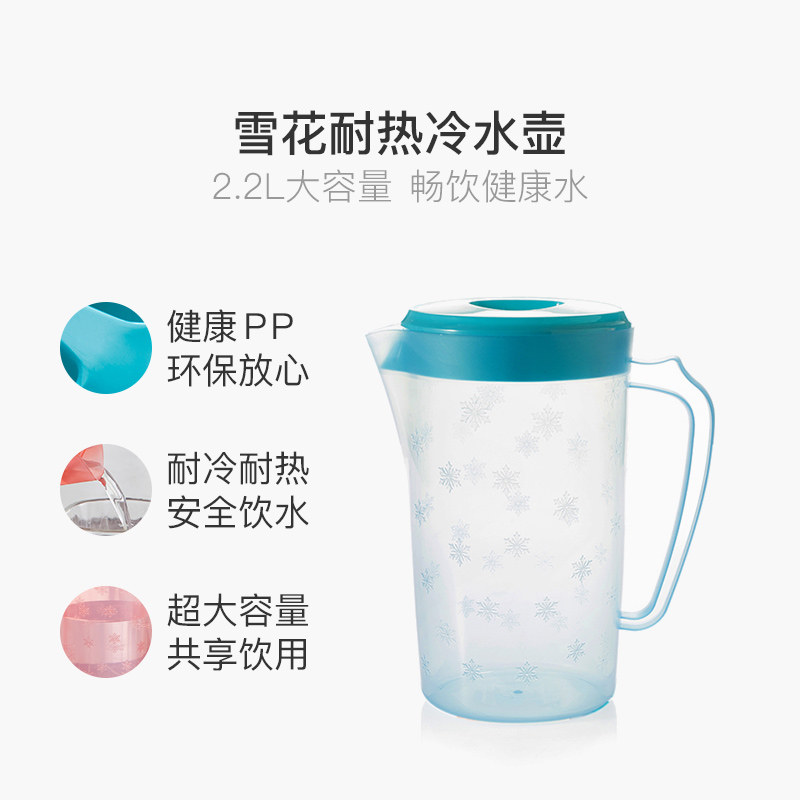 雪花耐热冷水壶
2.2L大容量 畅饮健康水
健康PP
环保放心
耐冷耐热
安全饮水
超大容量
共享饮用